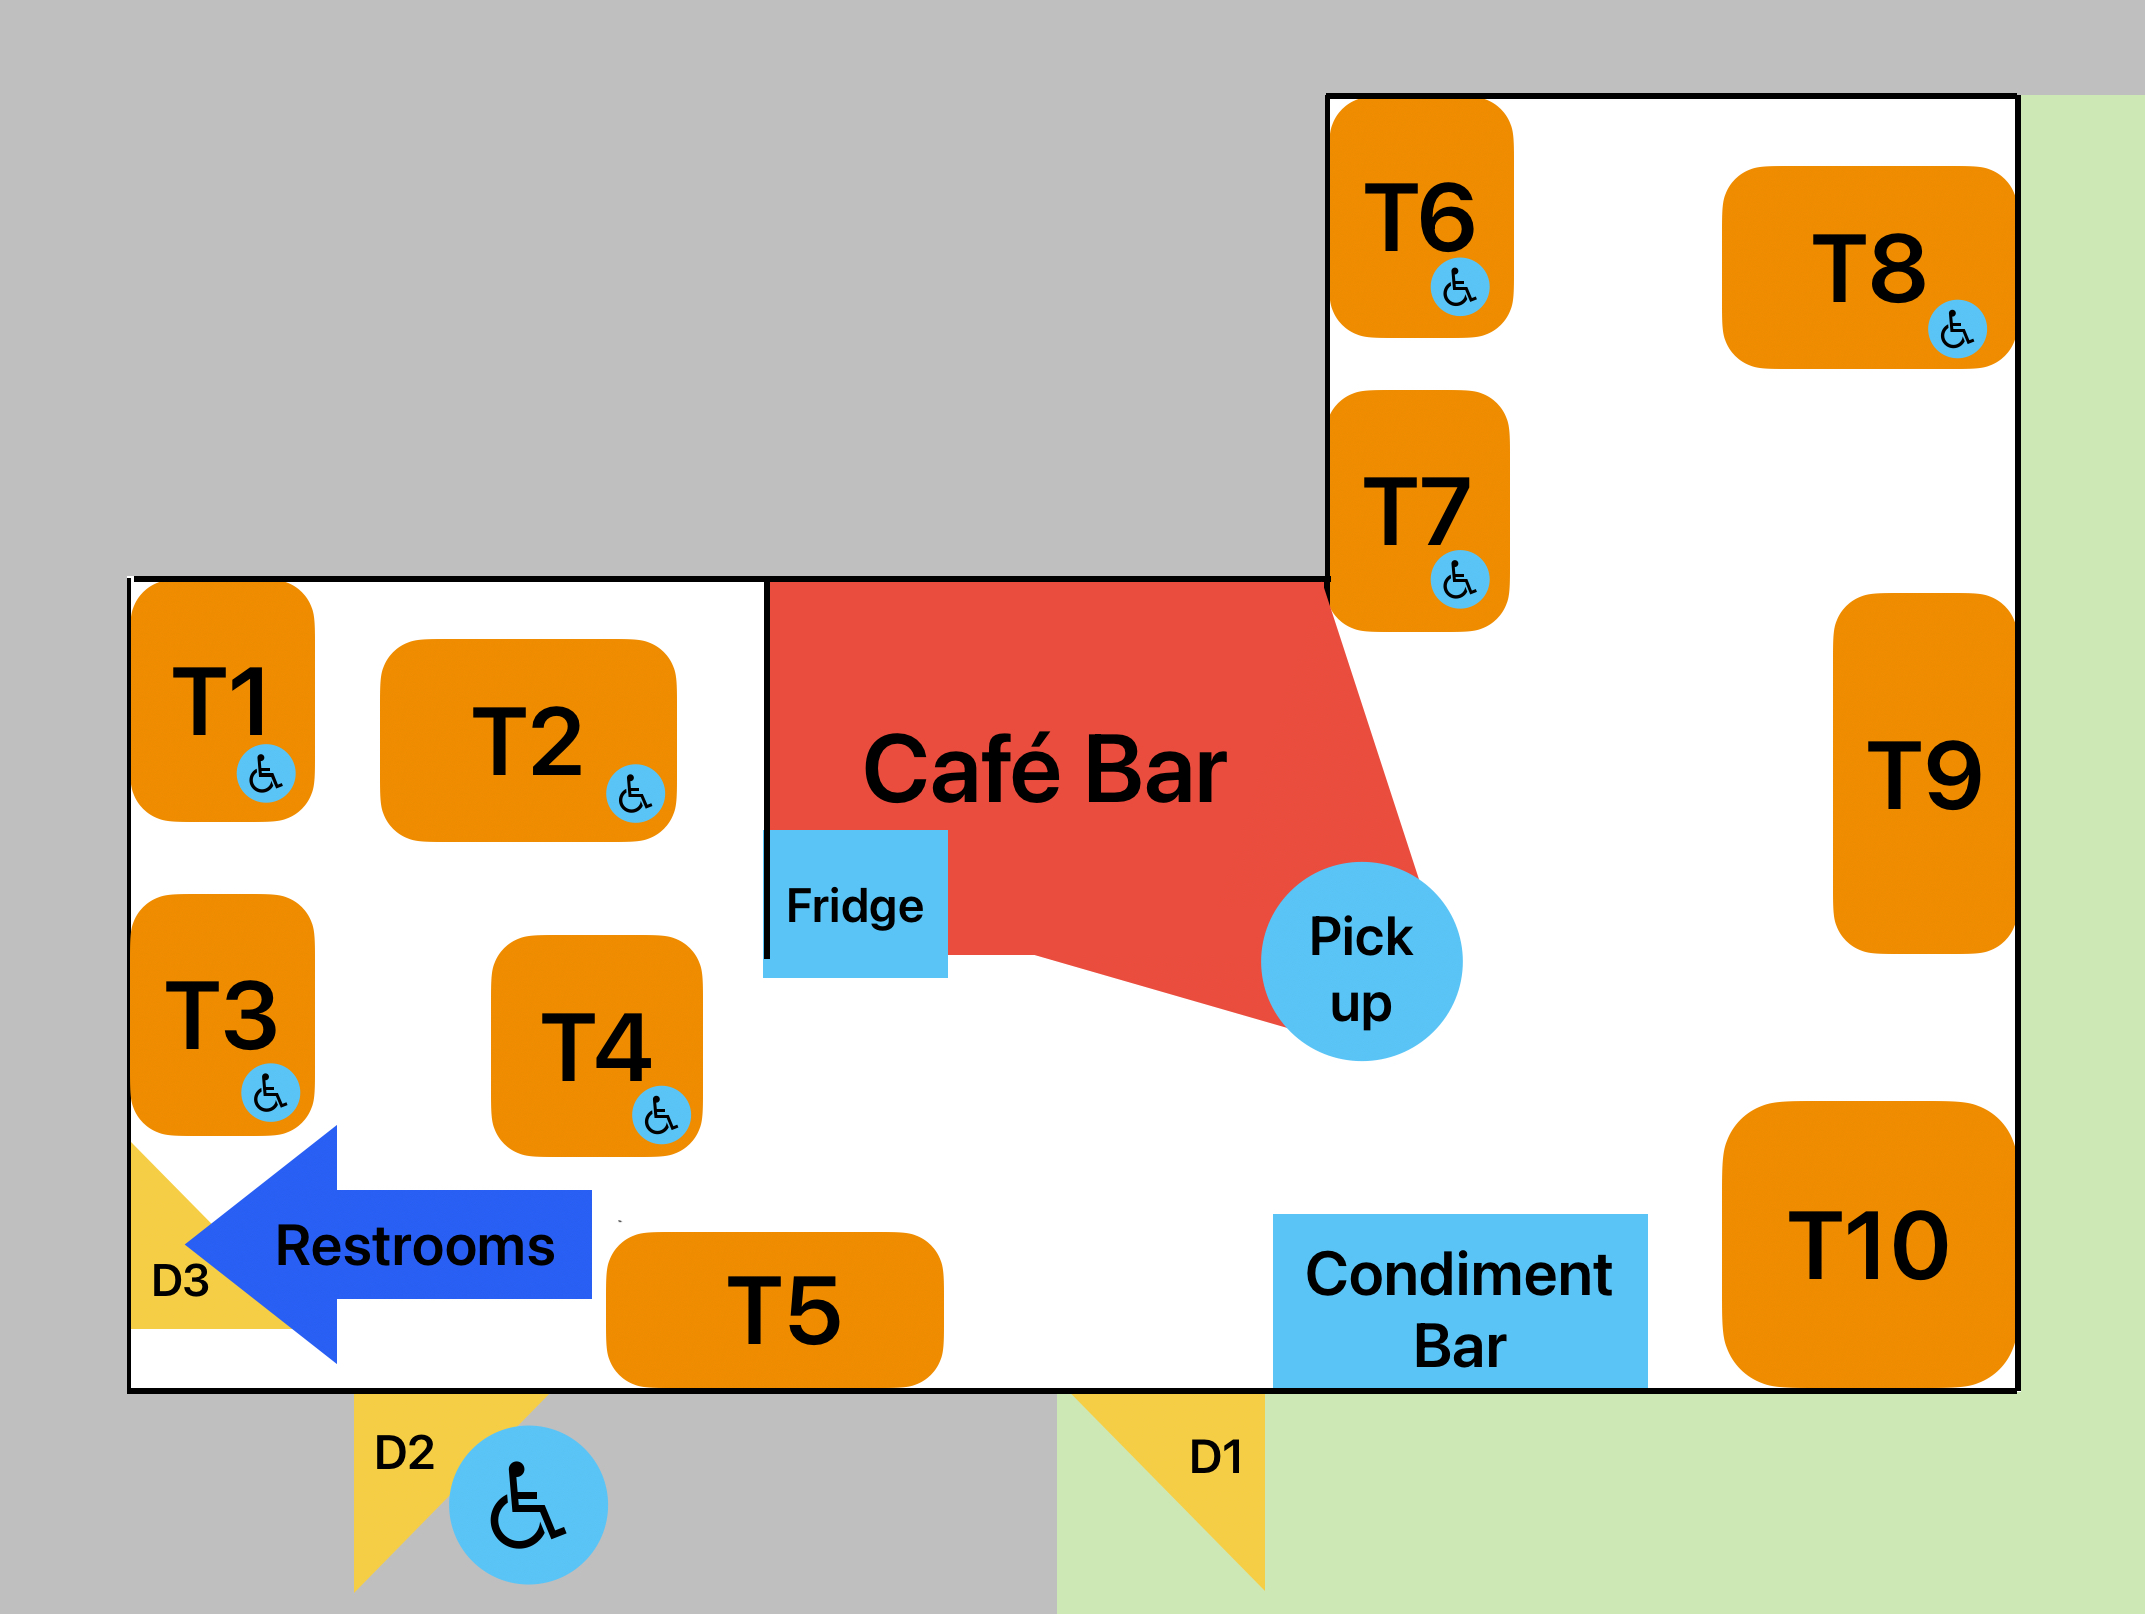 T6
T8
T7
T1
T2
Café Bar
T9
Fridge
Pick
up
T3
T4
Restrooms
D3
T5
Condiment
Bar
T10
D2
D1